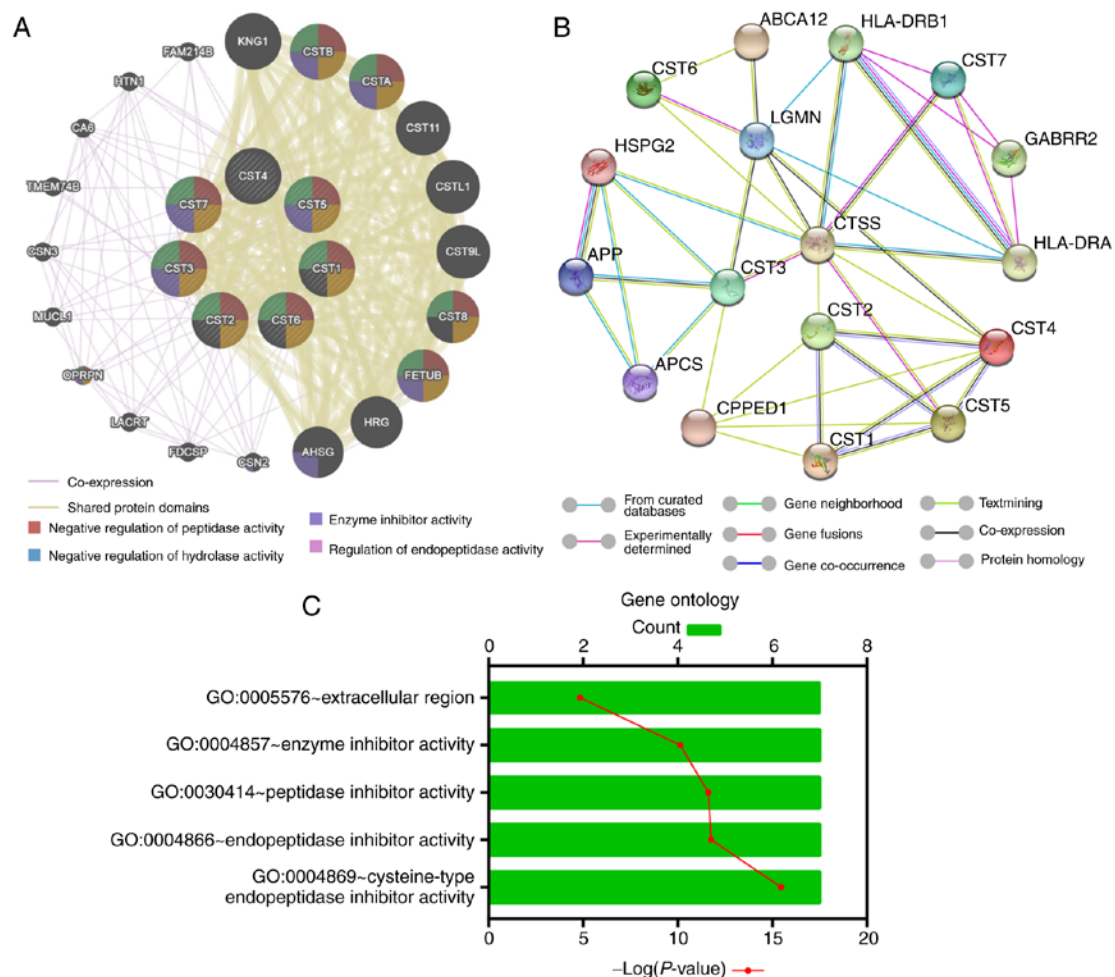 A
FAM214B
KNG1
CSTB
CSTA
HTN1
CA6
CST11
TMEM74B
CST4
CSTL1
CST7
CST5
CSN3
CST9L
CST3
CST1
MUCL1
CST2
CST6
CST8
OPRPN
FETUB
LACRT
HRG
FDCSP
CSN2
AHSG
Co-expression
Shared protein domains
Negative regulation of peptidase activity
Negative regulation of hydrolase activity
Enzyme inhibitor activity
Regulation of endopeptidase activity
B
ABCA12
HLA-DRB1
CST6
CST7
LGMN
HSPG2
GABRR2
CTSS
APP
CST3
HLA-DRA
CST2
CST4
APCS
CPPED1
CST5
CST1
From curated
databases
Experimentally
determined
Gene neighborhood
Gene fusions
Gene co-occurrence
Textmining
Co-expression
Protein homology
C
Gene ontology
Count
0 2 4 6 8
GO:0005576~extracellular region
GO:0004857~enzyme inhibitor activity
GO:0030414~peptidase inhibitor activity
GO:0004866~endopeptidase inhibitor activity
GO:0004869~cysteine-type
endopeptidase inhibitor activity
0 5 10 15 20
–Log(P-value)